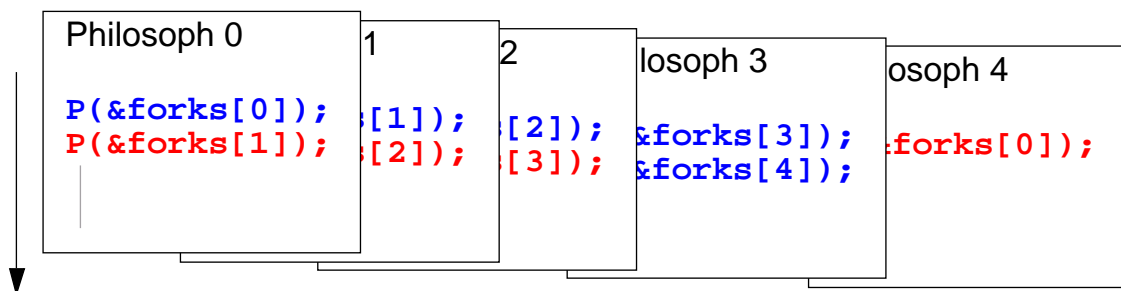 Philosoph 0
P(&forks[0]);
P(&forks[1]);
1
[1]);
[2]);
2
[2]);
[3]);
losoph 3
&forks[3]);
&forks[4]);
osoph 4
forks[0]);